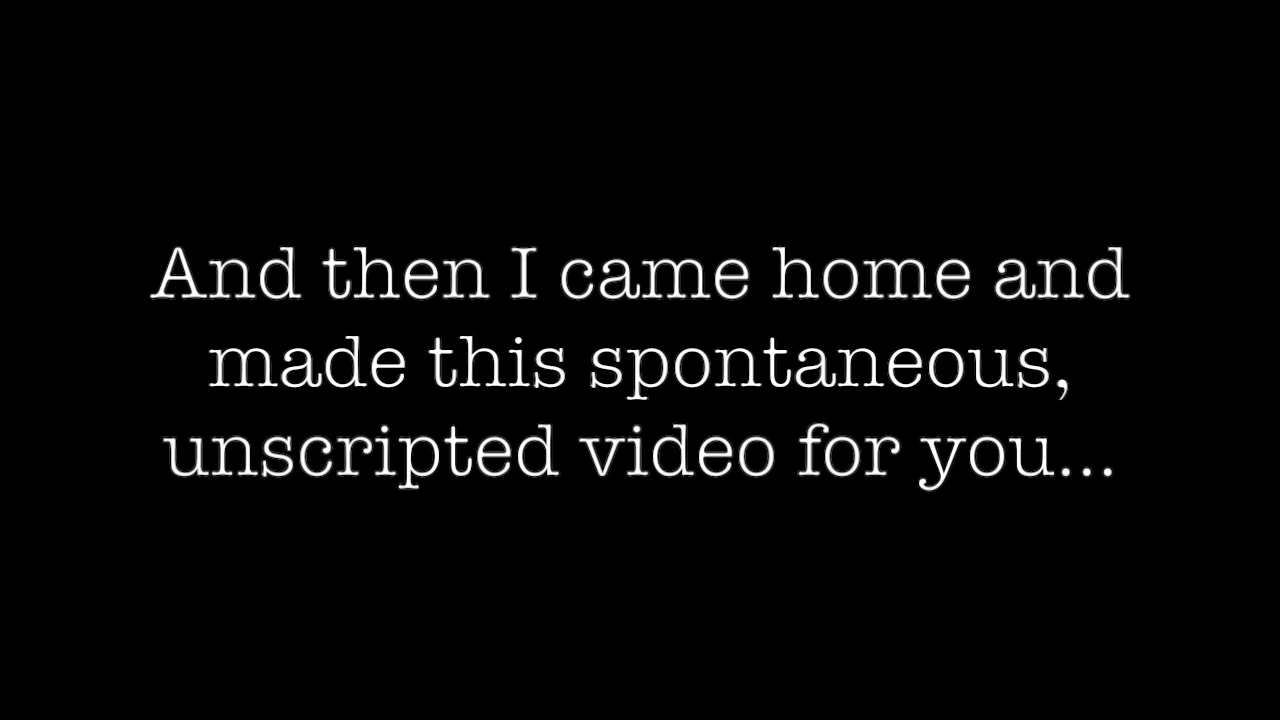 And then I came home and
made this spontaneous,
unscripted video for you...